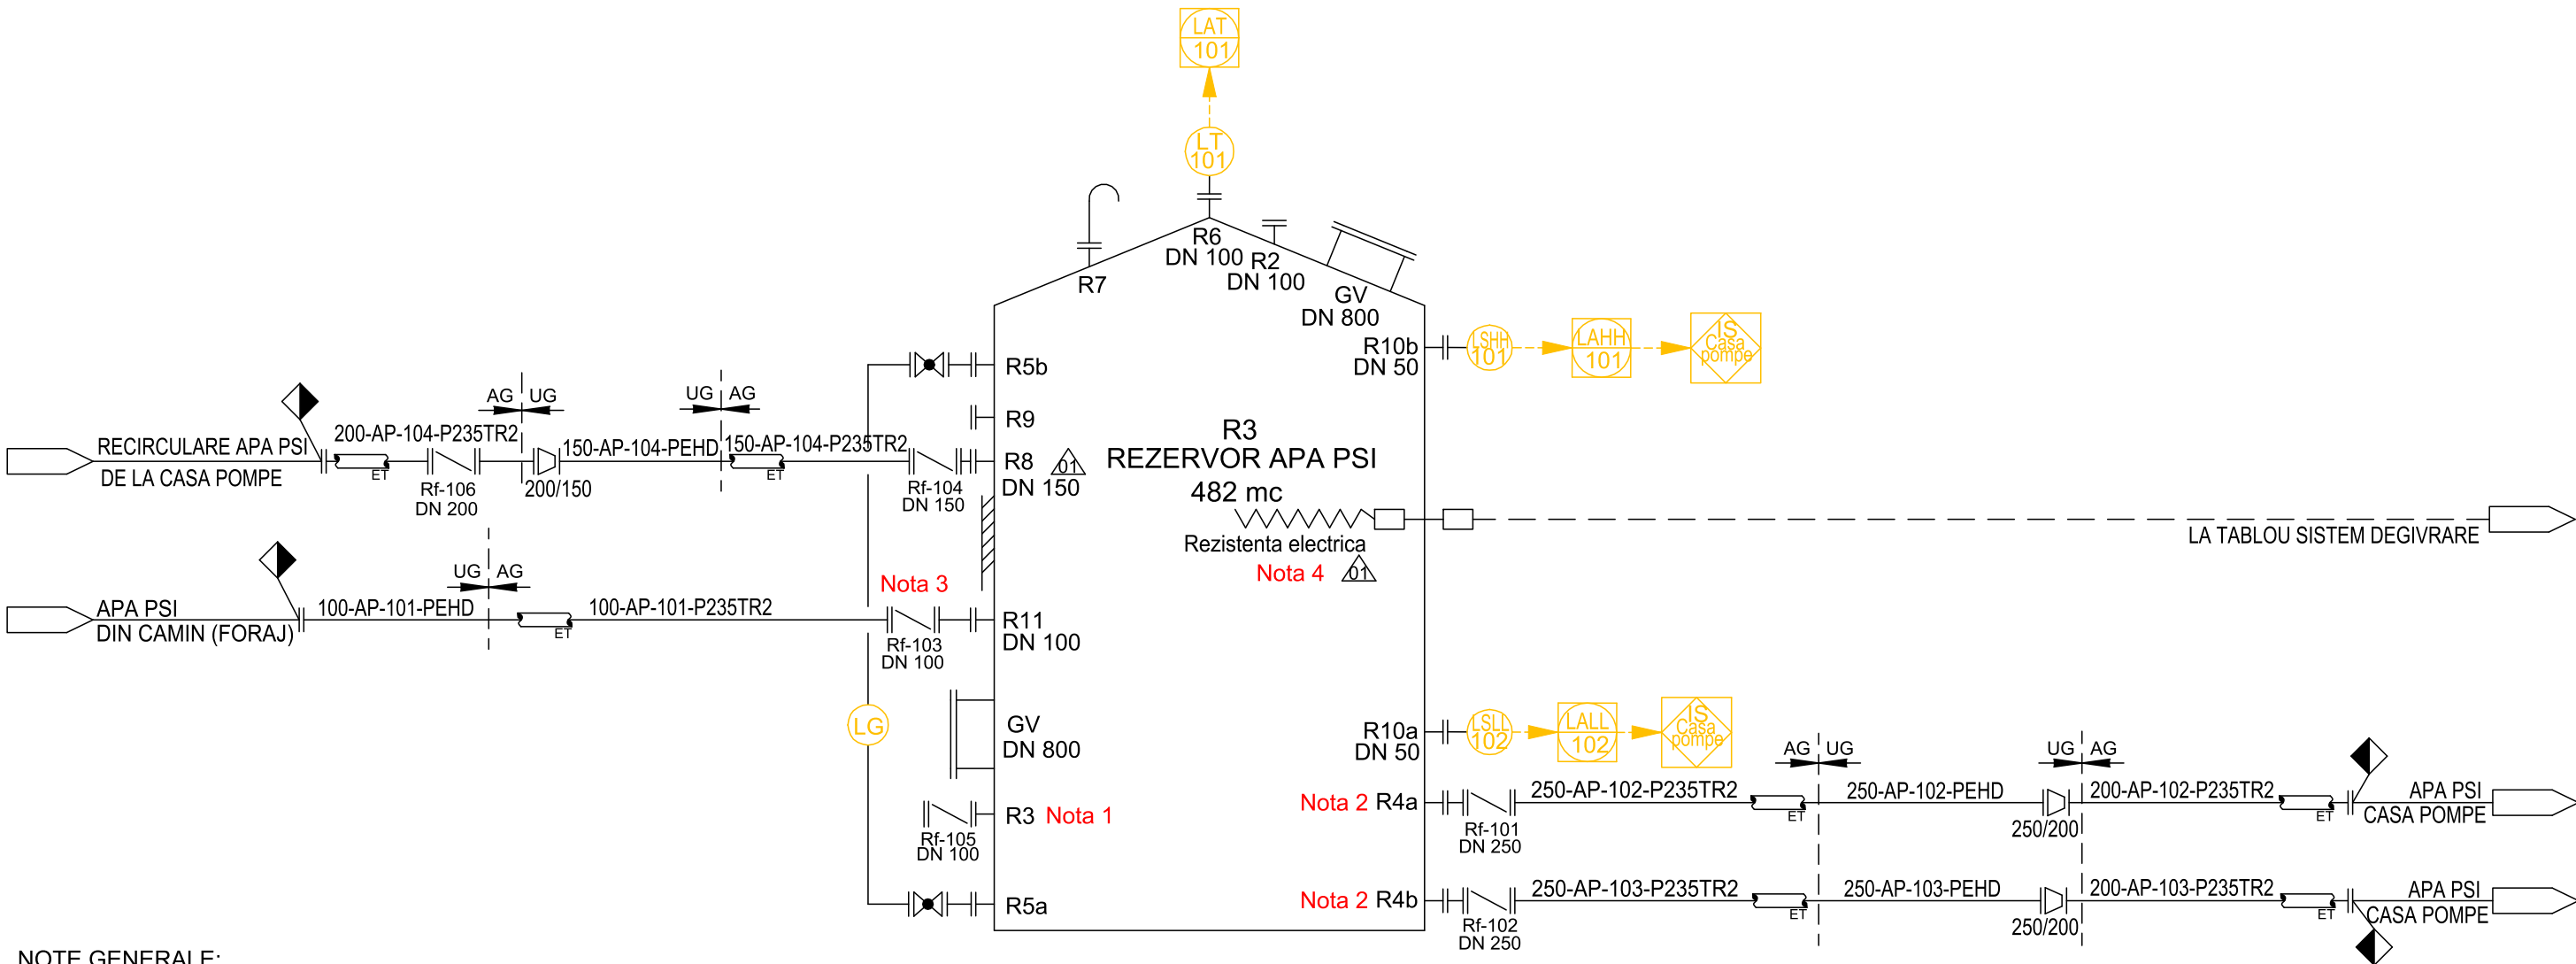 LAT
101
LT
101
R6
DN 100
R2
DN 100
R7
GV
DN 800
R10b
DN 50
LSHH
101
LAHH
101
IS
Casa
pompe
R5b
R9
AG UG
UG AG
RECIRCULARE APA PSI
DE LA CASA POMPE
200-AP-104-P235TR2
ET
Rf-106
DN 200
200/150
150-AP-104-PEHD
150-AP-104-P235TR2
ET
Rf-104
DN 150
R8
DN 150
01
R3
REZERVOR APA PSI
482 mc
Rezistenta electrica
Nota 4
01
LA TABLOU SISTEM DEGIVRARE
UG AG
APA PSI
DIN CAMIN (FORAJ)
100-AP-101-PEHD
ET
100-AP-101-P235TR2
Nota 3
Rf-103
DN 100
R11
DN 100
LG
GV
DN 800
R10a
DN 50
LSLL
102
LALL
102
IS
Casa
pompe
AG UG
UG AG
R3 Nota 1
Rf-105
DN 100
Nota 2 R4a
Rf-101
DN 250
250-AP-102-P235TR2
ET
250-AP-102-PEHD
250/200
200-AP-102-P235TR2
ET
APA PSI
CASA POMPE
R5a
Nota 2 R4b
Rf-102
DN 250
250-AP-103-P235TR2
ET
250-AP-103-PEHD
250/200
200-AP-103-P235TR2
ET
APA PSI
CASA POMPE
NOTE GENERALE: